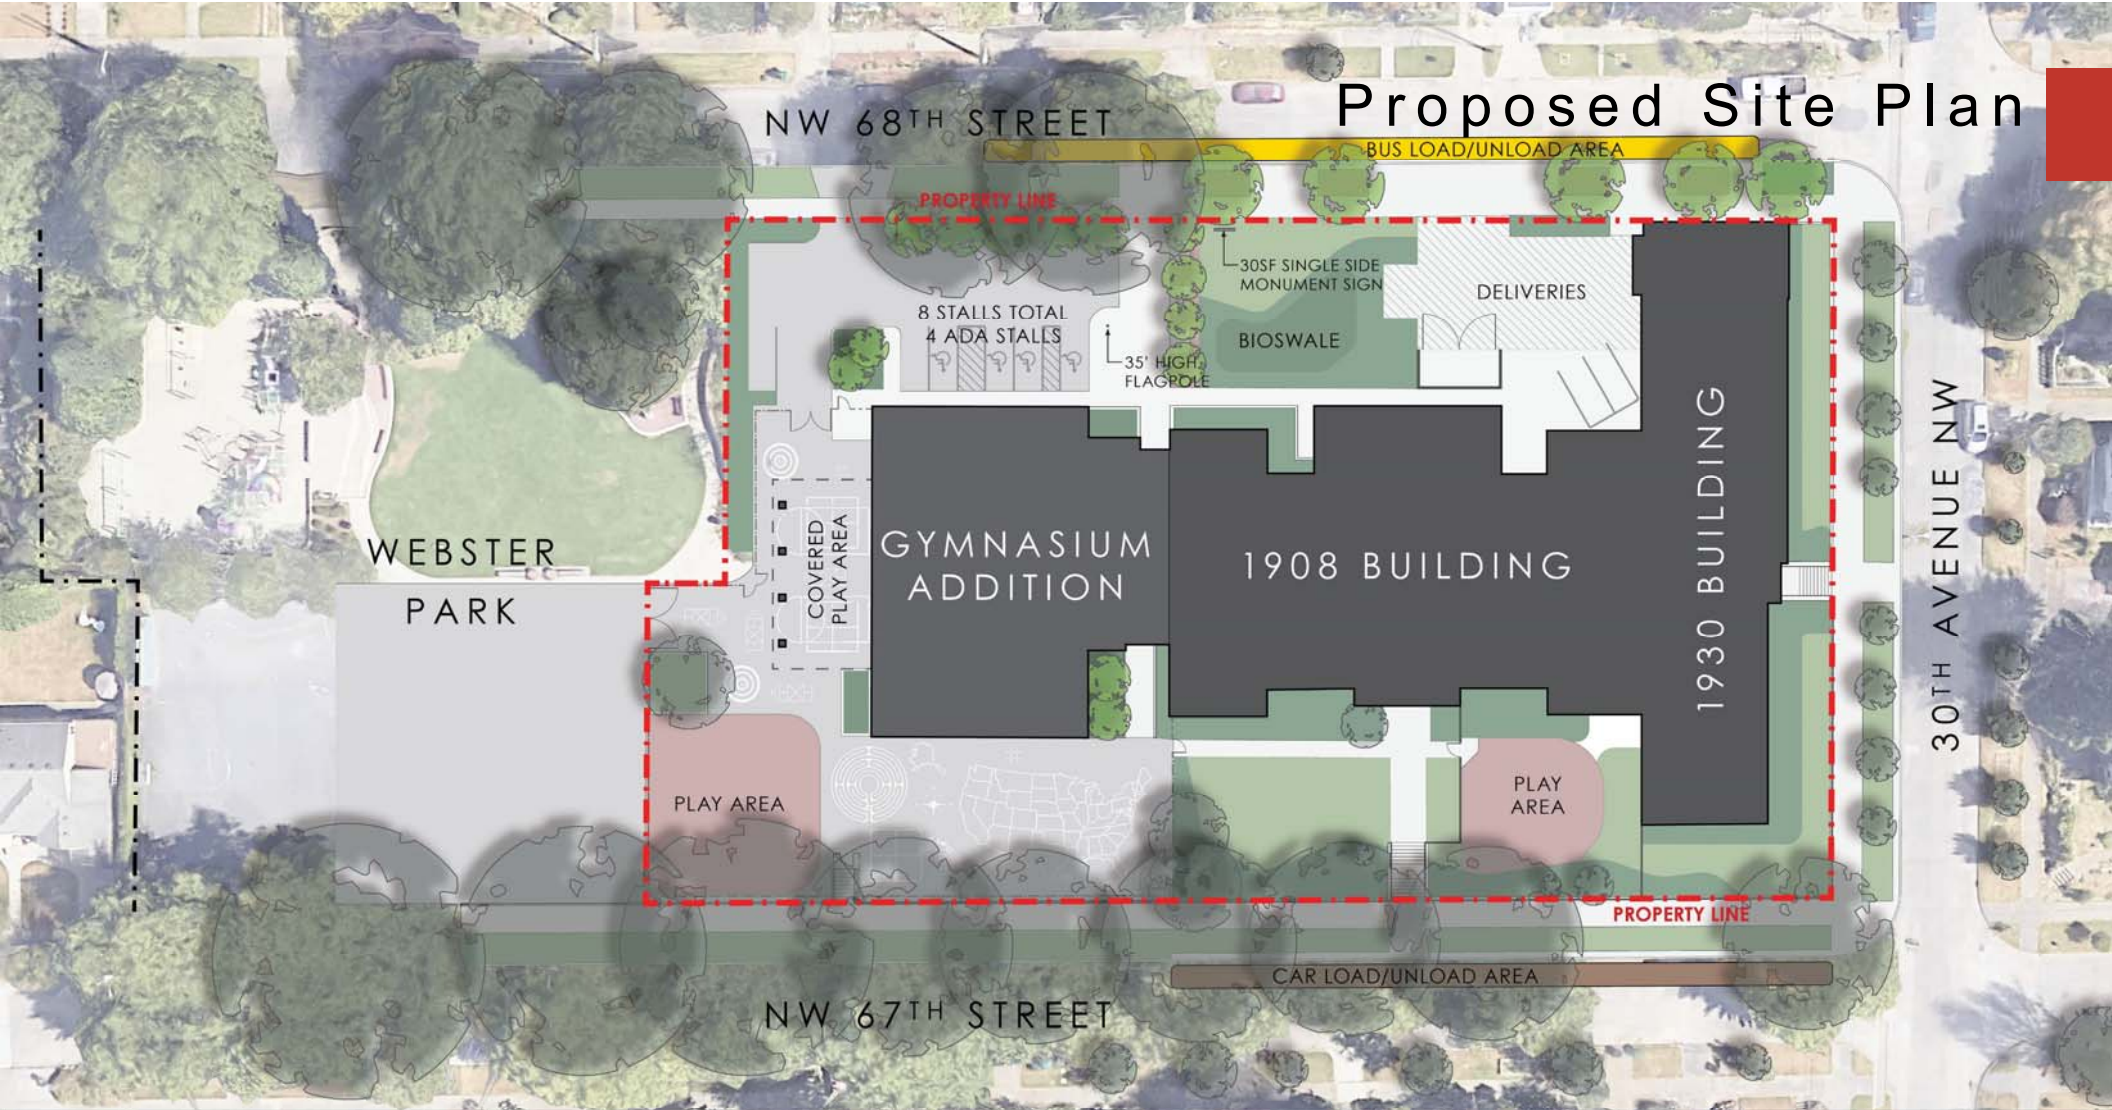 Proposed Site Plan
NW 68TH STREET
BUS LOAD/UNLOAD AREA
PROPERTY LINE
30SF SINGLE SIDE
MONUMENT SIGN
DELIVERIES
8 STALLS TOTAL
4 ADA STALLS
BIOSWALE
35' HIGH
FLAGPOLE
WEBSTER
PARK
COVERED
PLAY AREA
GYMNASIUM
ADDITION
1908 BUILDING
1930 BUILDING
30TH AVENUE NW
PLAY AREA
PLAY
AREA
PROPERTY LINE
CAR LOAD/UNLOAD AREA
NW 67TH STREET